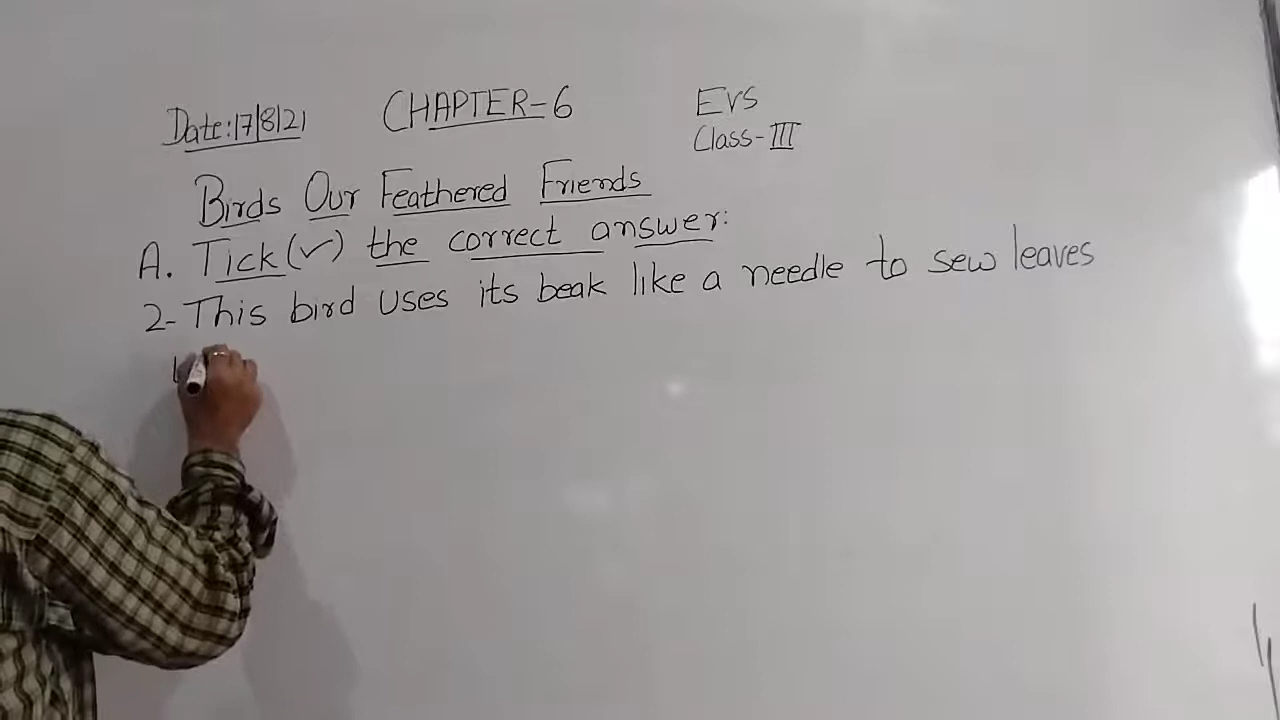 Date:17/8/21 CHAPTER-6 EVS
Class-III
Birds Our Feathered Friends
A. Tick(✓) the correct answer:
2-This bird uses its beak like a needle to sew leaves